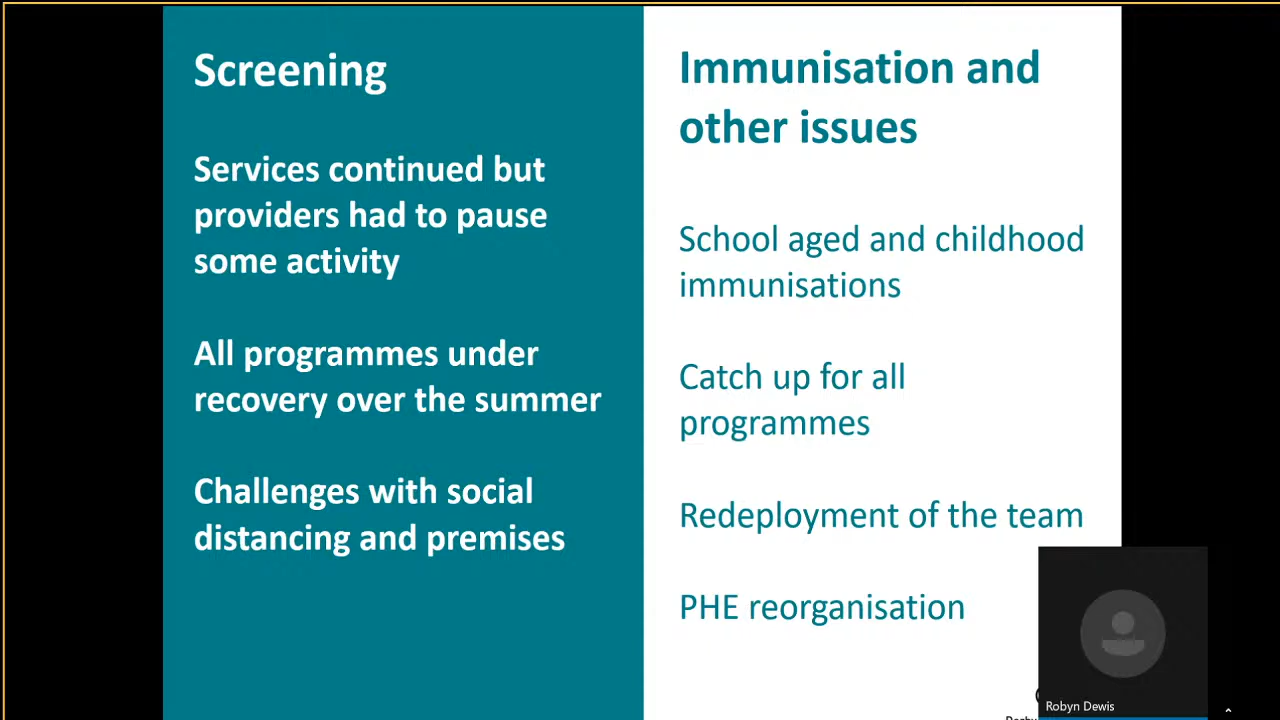 Screening
Services continued but
providers had to pause
some activity
All programmes under
recovery over the summer
Challenges with social
distancing and premises
Immunisation and
other issues
School aged and childhood
immunisations
Catch up for all
programmes
Redeployment of the team
PHE reorganisation
Robyn Dewis